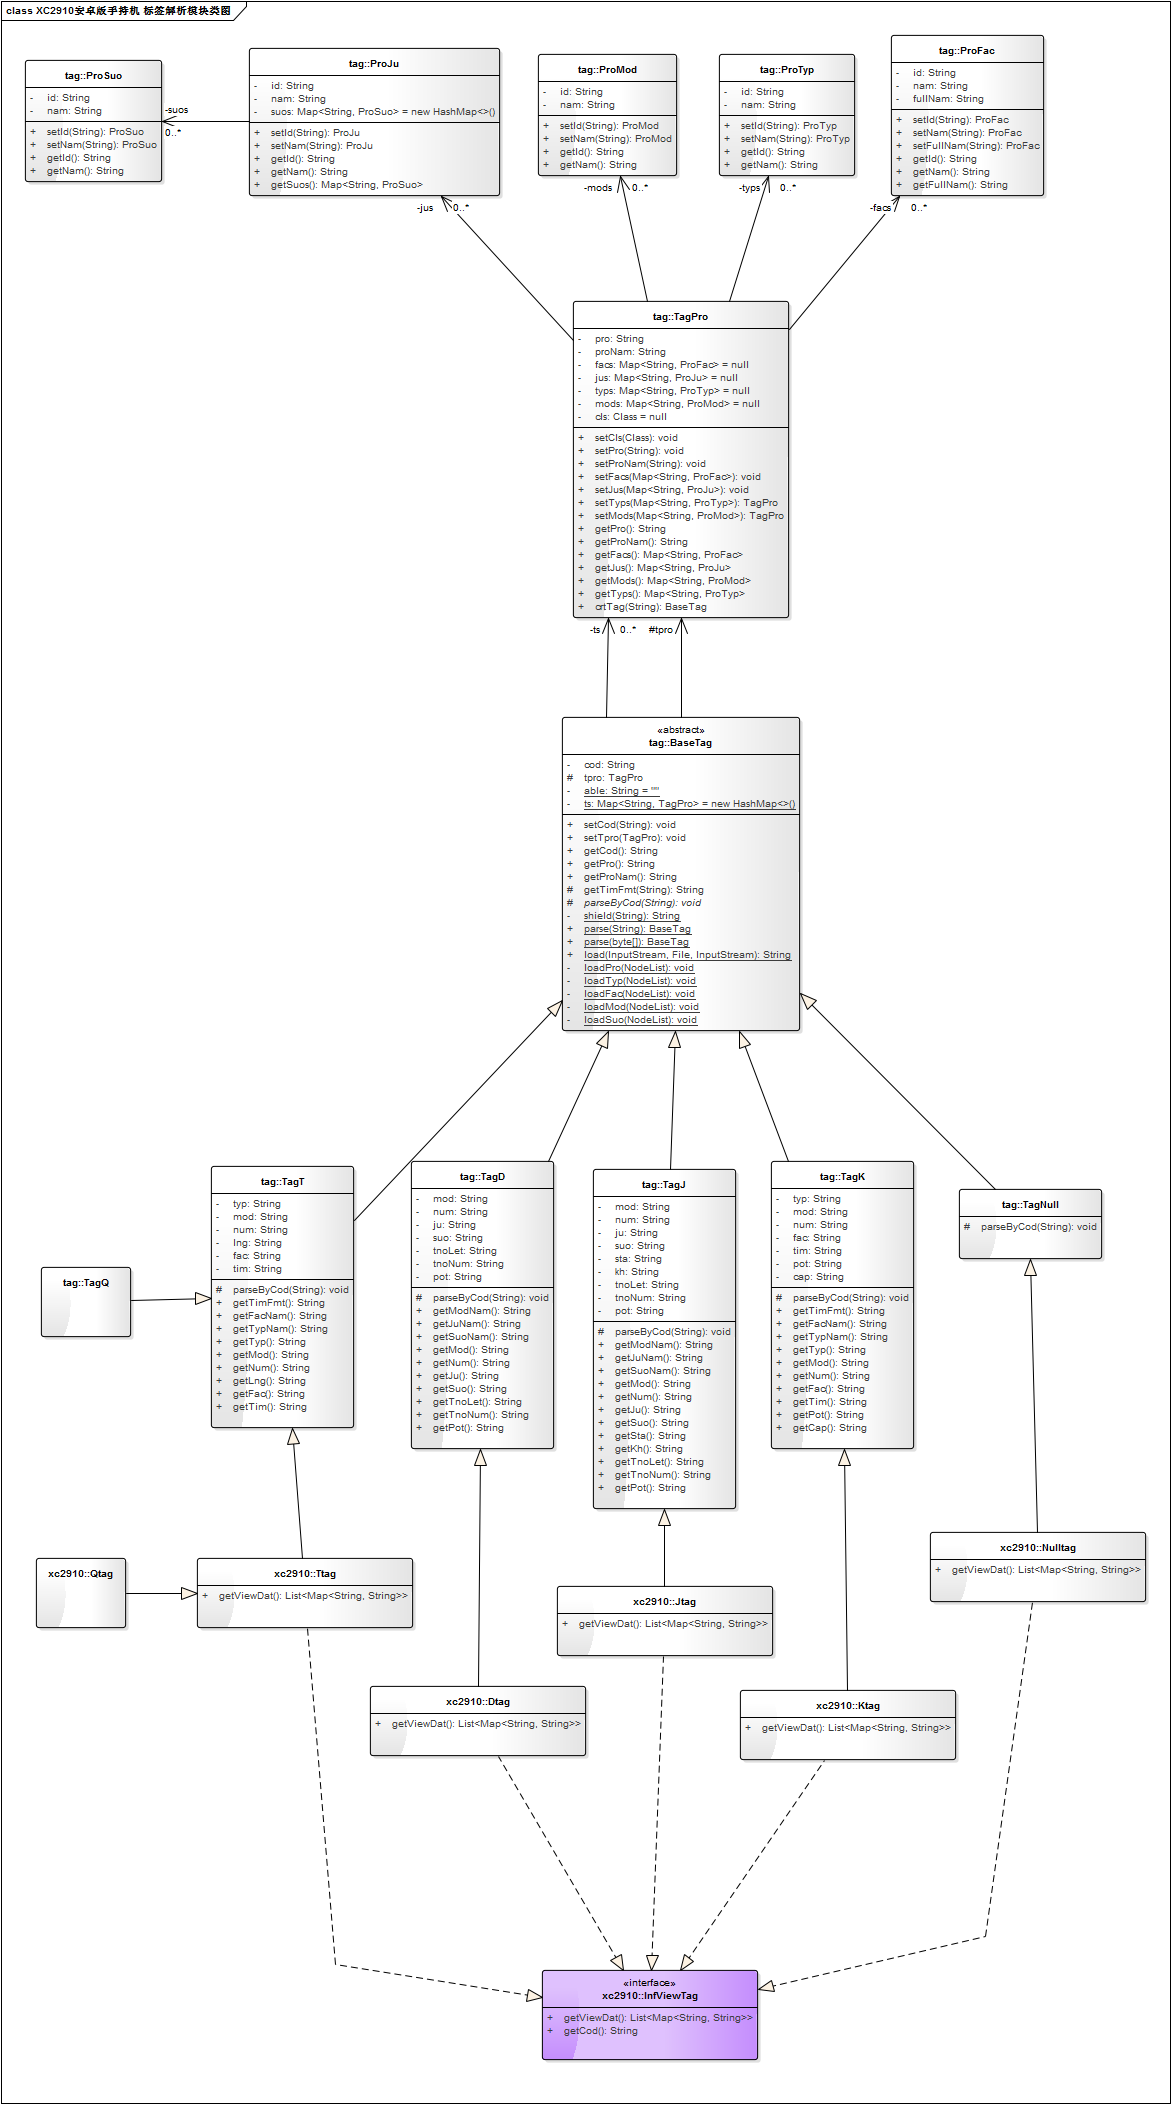 class XC2910安卓版手持机 标签解析模块类图
tag::ProSuo
- id: String
- nam: String
+ setId(String): ProSuo
+ setNam(String): ProSuo
+ getId(): String
+ getNam(): String
-suos
0..*
tag::ProJu
- id: String
- nam: String
- suos: Map<String, ProSuo> = new HashMap<>()
+ setId(String): ProJu
+ setNam(String): ProJu
+ getId(): String
+ getNam(): String
+ getSuos(): Map<String, ProSuo>
tag::ProMod
- id: String
- nam: String
+ setId(String): ProMod
+ setNam(String): ProMod
+ getId(): String
+ getNam(): String
tag::ProTyp
- id: String
- nam: String
+ setId(String): ProTyp
+ setNam(String): ProTyp
+ getId(): String
+ getNam(): String
tag::ProFac
- id: String
- nam: String
- fullNam: String
+ setId(String): ProFac
+ setNam(String): ProFac
+ setFullNam(String): ProFac
+ getId(): String
+ getNam(): String
+ getFullNam(): String
-jus 0..*
-mods 0..*
-typs 0..*
-facs 0..*
tag::TagPro
- pro: String
- proNam: String
- facs: Map<String, ProFac> = null
- jus: Map<String, ProJu> = null
- typs: Map<String, ProTyp> = null
- mods: Map<String, ProMod> = null
- cls: Class = null
+ setCls(Class): void
+ setPro(String): void
+ setProNam(String): void
+ setFacs(Map<String, ProFac>): void
+ setJus(Map<String, ProJu>): void
+ setTyps(Map<String, ProTyp>): TagPro
+ setMods(Map<String, ProMod>): TagPro
+ getPro(): String
+ getProNam(): String
+ getFacs(): Map<String, ProFac>
+ getJus(): Map<String, ProJu>
+ getMods(): Map<String, ProMod>
+ getTyps(): Map<String, ProTyp>
+ crtTag(String): BaseTag
-ts 0..* #tpro
«abstract»
tag::BaseTag
- cod: String
# tpro: TagPro
- able: String = ""
- ts: Map<String, TagPro> = new HashMap<>()
+ setCod(String): void
+ setTpro(TagPro): void
+ getCod(): String
+ getPro(): String
+ getProNam(): String
# getTimFmt(String): String
# parseByCod(String): void
- shield(String): String
+ parse(String): BaseTag
+ parse(byte[]): BaseTag
+ load(InputStream, File, InputStream): String
- loadPro(NodeList): void
- loadTyp(NodeList): void
- loadFac(NodeList): void
- loadMod(NodeList): void
- loadSuo(NodeList): void
tag::TagQ
tag::TagT
- typ: String
- mod: String
- num: String
- lng: String
- fac: String
- tim: String
# parseByCod(String): void
+ getTimFmt(): String
+ getFacNam(): String
+ getTypNam(): String
+ getTyp(): String
+ getMod(): String
+ getNum(): String
+ getLng(): String
+ getFac(): String
+ getTim(): String
tag::TagD
- mod: String
- num: String
- ju: String
- suo: String
- tnoLet: String
- tnoNum: String
- pot: String
# parseByCod(String): void
+ getModNam(): String
+ getJuNam(): String
+ getSuoNam(): String
+ getMod(): String
+ getNum(): String
+ getJu(): String
+ getSuo(): String
+ getTnoLet(): String
+ getTnoNum(): String
+ getPot(): String
tag::TagJ
- mod: String
- num: String
- ju: String
- suo: String
- sta: String
- kh: String
- tnoLet: String
- tnoNum: String
- pot: String
# parseByCod(String): void
+ getModNam(): String
+ getJuNam(): String
+ getSuoNam(): String
+ getMod(): String
+ getNum(): String
+ getJu(): String
+ getSuo(): String
+ getSta(): String
+ getKh(): String
+ getTnoLet(): String
+ getTnoNum(): String
+ getPot(): String
tag::TagK
- typ: String
- mod: String
- num: String
- fac: String
- tim: String
- pot: String
- cap: String
# parseByCod(String): void
+ getTimFmt(): String
+ getFacNam(): String
+ getTypNam(): String
+ getTyp(): String
+ getMod(): String
+ getNum(): String
+ getFac(): String
+ getTim(): String
+ getPot(): String
+ getCap(): String
tag::TagNull
# parseByCod(String): void
xc2910::Qtag
xc2910::Ttag
+ getViewDat(): List<Map<String, String>>
xc2910::Jtag
+ getViewDat(): List<Map<String, String>>
xc2910::Nulltag
+ getViewDat(): List<Map<String, String>>
xc2910::Dtag
+ getViewDat(): List<Map<String, String>>
xc2910::Ktag
+ getViewDat(): List<Map<String, String>>
«interface»
xc2910::InfViewTag
+ getViewDat(): List<Map<String, String>>
+ getCod(): String